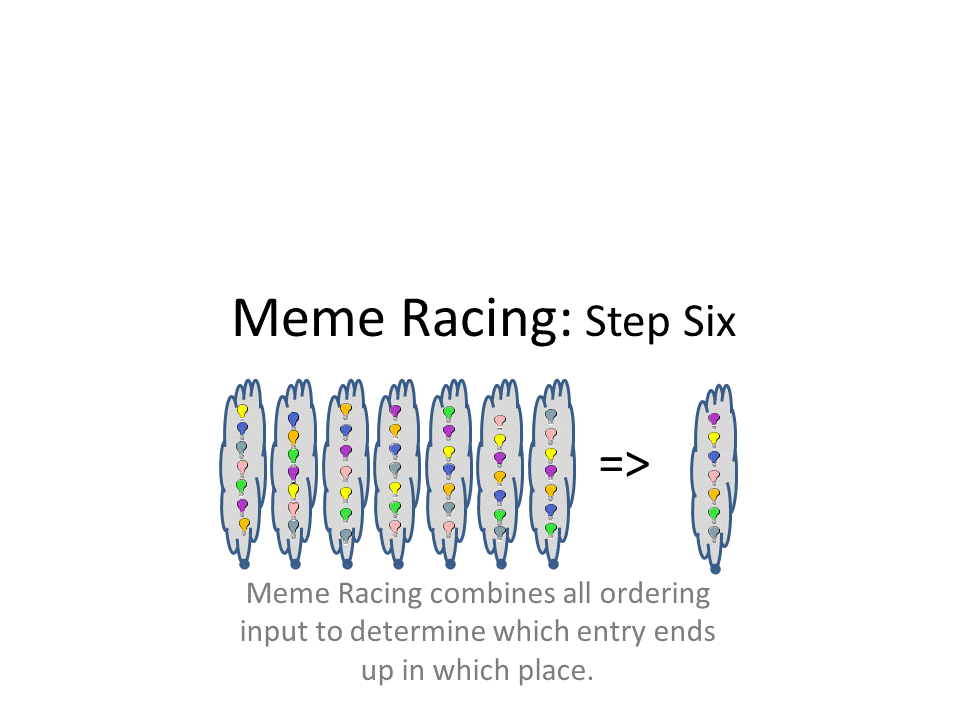 Meme Racing: Step Six
=>
Meme Racing combines all ordering
input to determine which entry ends
up in which place.